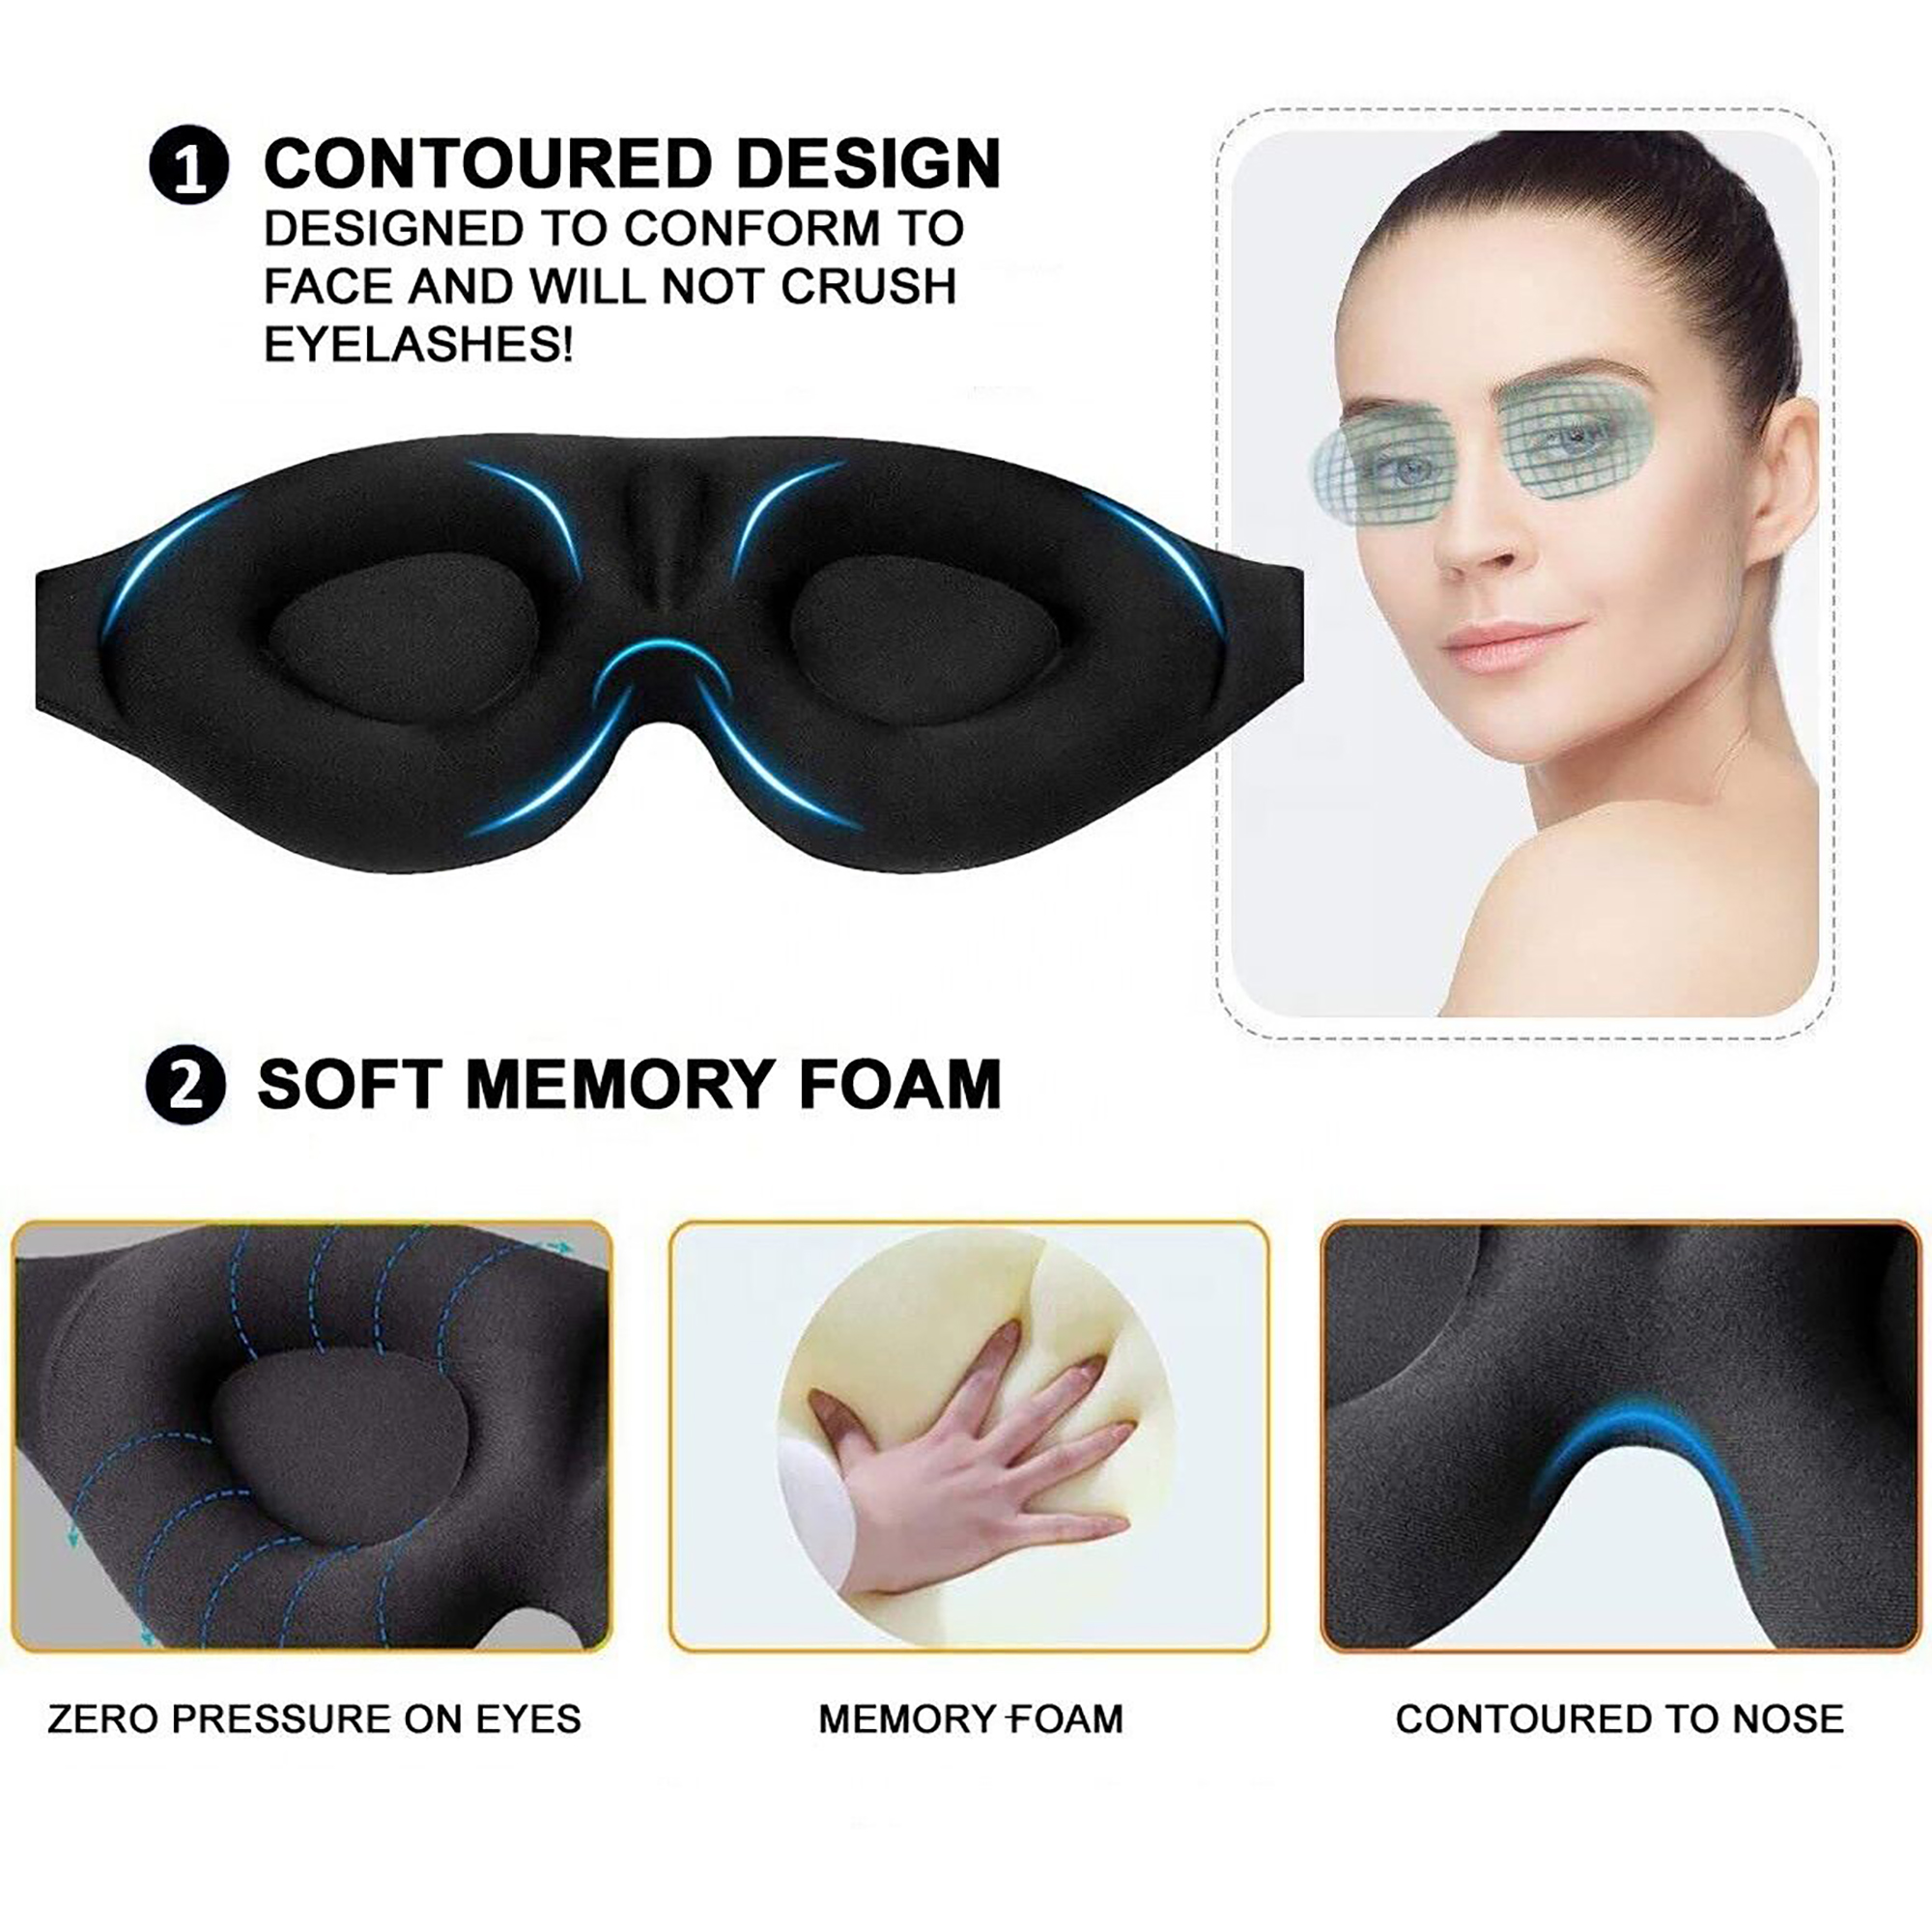 1 CONTOURED DESIGN
DESIGNED TO CONFORM TO
FACE AND WILL NOT CRUSH
EYELASHES!
2 SOFT MEMORY FOAM
ZERO PRESSURE ON EYES
MEMORY FOAM
CONTOURED TO NOSE